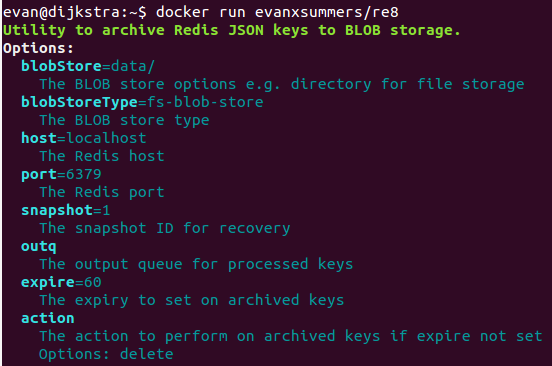 evan@dijkstra:~$ docker run evanxsummers/re8
Utility to archive Redis JSON keys to BLOB storage.
Options:
blobStore=data/
The BLOB store options e.g. directory for file storage
blobStoreType=fs-blob-store
The BLOB store type
host=localhost
The Redis host
port=6379
The Redis port
snapshot=1
The snapshot ID for recovery
outq
The output queue for processed keys
expire=60
The expiry to set on archived keys
action
The action to perform on archived keys if expire not set
Options: delete